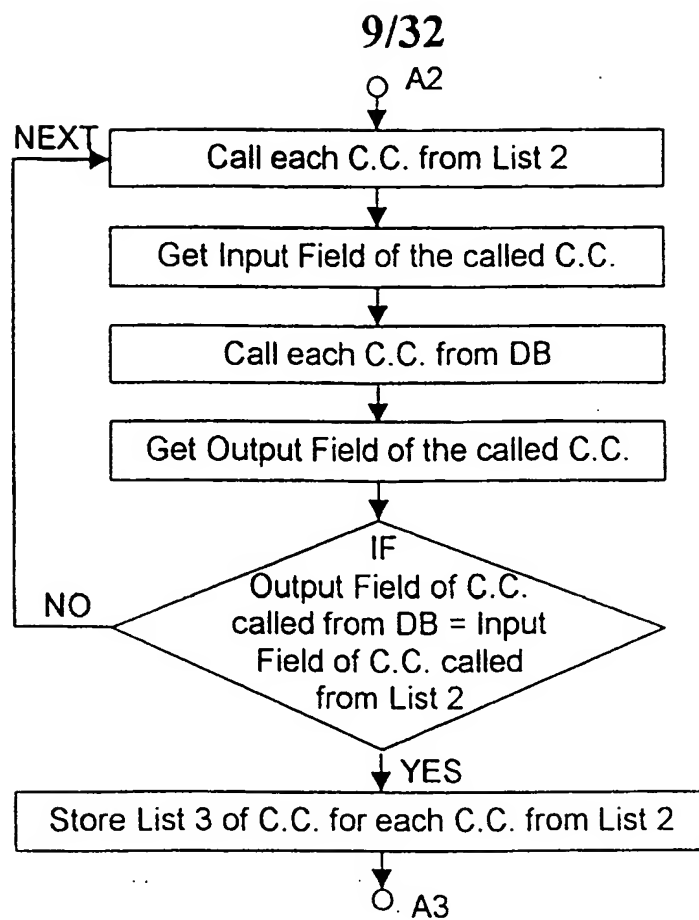 9/32
A2
NEXT
Call each C.C. from List 2
Get Input Field of the called C.C.
Call each C.C. from DB
Get Output Field of the called C.C.
IF
Output Field of C.C.
called from DB = Input
Field of C.C. called
from List 2
NO
YES
Store List 3 of C.C. for each C.C. from List 2
A3